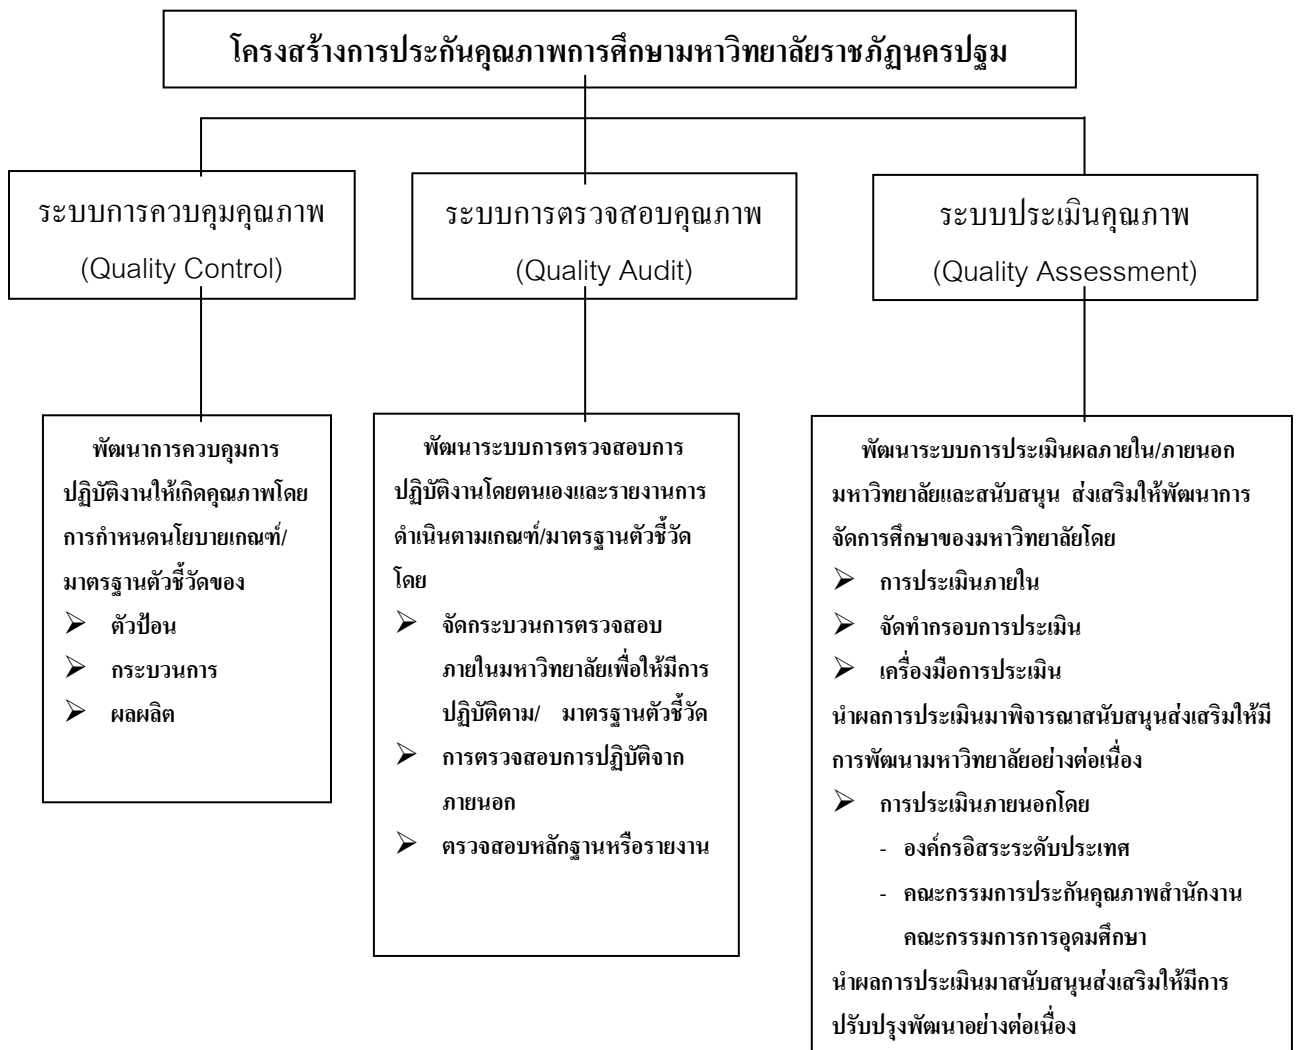 โครงสร้างการประกันคุณภาพการศึกษามหาวิทยาลัยราชภัฏนครปฐม
ระบบการควบคุมคุณภาพ
(Quality Control)
ระบบการตรวจสอบคุณภาพ
(Quality Audit)
ระบบประเมินคุณภาพ
(Quality Assessment)
พัฒนาการควบคุมการ
ปฏิบัติงานให้เกิดคุณภาพโดย
การกำหนดนโยบายเกณฑ์/
มาตรฐานตัวชี้วัดของ
➢ ตัวป้อน
➢ กระบวนการ
➢ ผลผลิต
พัฒนาระบบการตรวจสอบการ
ปฏิบัติงานโดยตนเองและรายงานการ
ดำเนินตามเกณฑ์/มาตรฐานตัวชี้วัด
โดย
➢ จัดกระบวนการตรวจสอบ
ภายในมหาวิทยาลัยเพื่อให้มีการ
ปฏิบัติตาม/ มาตรฐานตัวชี้วัด
➢ การตรวจสอบการปฏิบัติจาก
ภายนอก
➢ ตรวจสอบหลักฐานหรือรายงาน
พัฒนาระบบการประเมินผลภายใน/ภายนอก
มหาวิทยาลัยและสนับสนุน ส่งเสริมให้พัฒนาการ
จัดการศึกษาของมหาวิทยาลัยโดย
➢ การประเมินภายใน
➢ จัดทำกรอบการประเมิน
➢ เครื่องมือการประเมิน
นำผลการประเมินมาพิจารณาสนับสนุนส่งเสริมให้มี
การพัฒนามหาวิทยาลัยอย่างต่อเนื่อง
➢ การประเมินภายนอกโดย
- องค์กรอิสระระดับประเทศ
- คณะกรรมการประกันคุณภาพสำนักงาน
คณะกรรมการการอุดมศึกษา
นำผลการประเมินมาสนับสนุนส่งเสริมให้มีการ
ปรับปรุงพัฒนาอย่างต่อเนื่อง